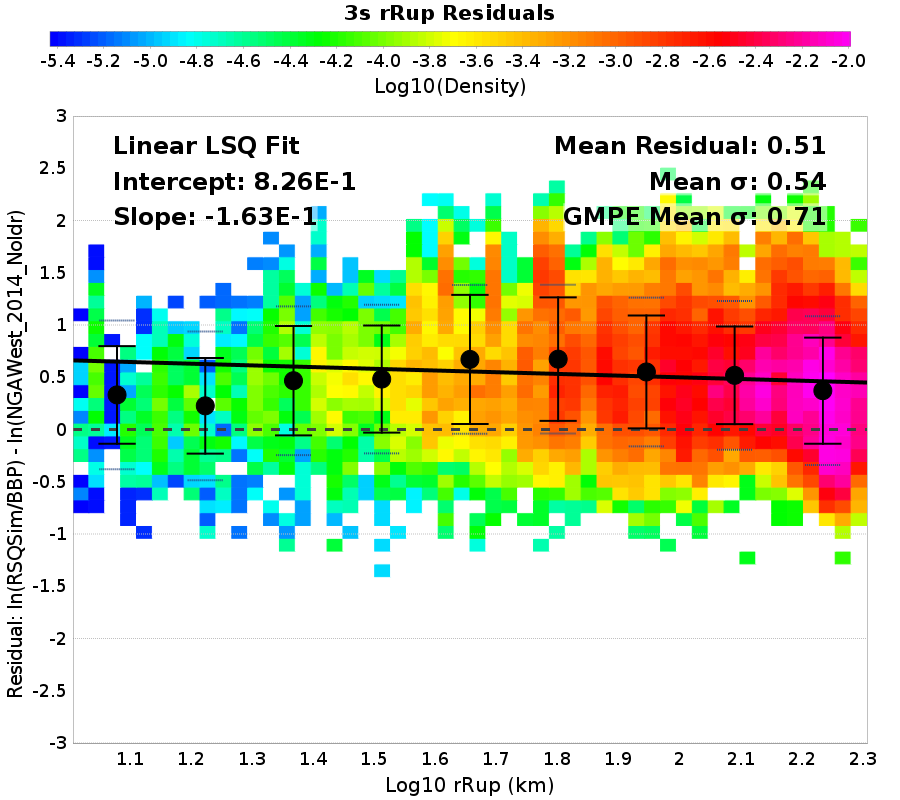 3s rRup Residuals
-5.4 -5.2 -5.0 -4.8 -4.6 -4.4 -4.2 -4.0 -3.8 -3.6 -3.4 -3.2 -3.0 -2.8 -2.6 -2.4 -2.2 -2.0
Log10(Density)
Linear LSQ Fit
Intercept: 8.26E-1
Slope: -1.63E-1
Mean Residual: 0.51
Mean σ: 0.54
GMPE Mean σ: 0.71
Residual: ln(RSQSim/BBP) - ln(NGAWest_2014_NoIdr)
3
2.5
2
1.5
1
0.5
0
-0.5
-1
-1.5
-2
-2.5
-3
1.1 1.2 1.3 1.4 1.5 1.6 1.7 1.8 1.9 2 2.1 2.2 2.3
Log10 rRup (km)